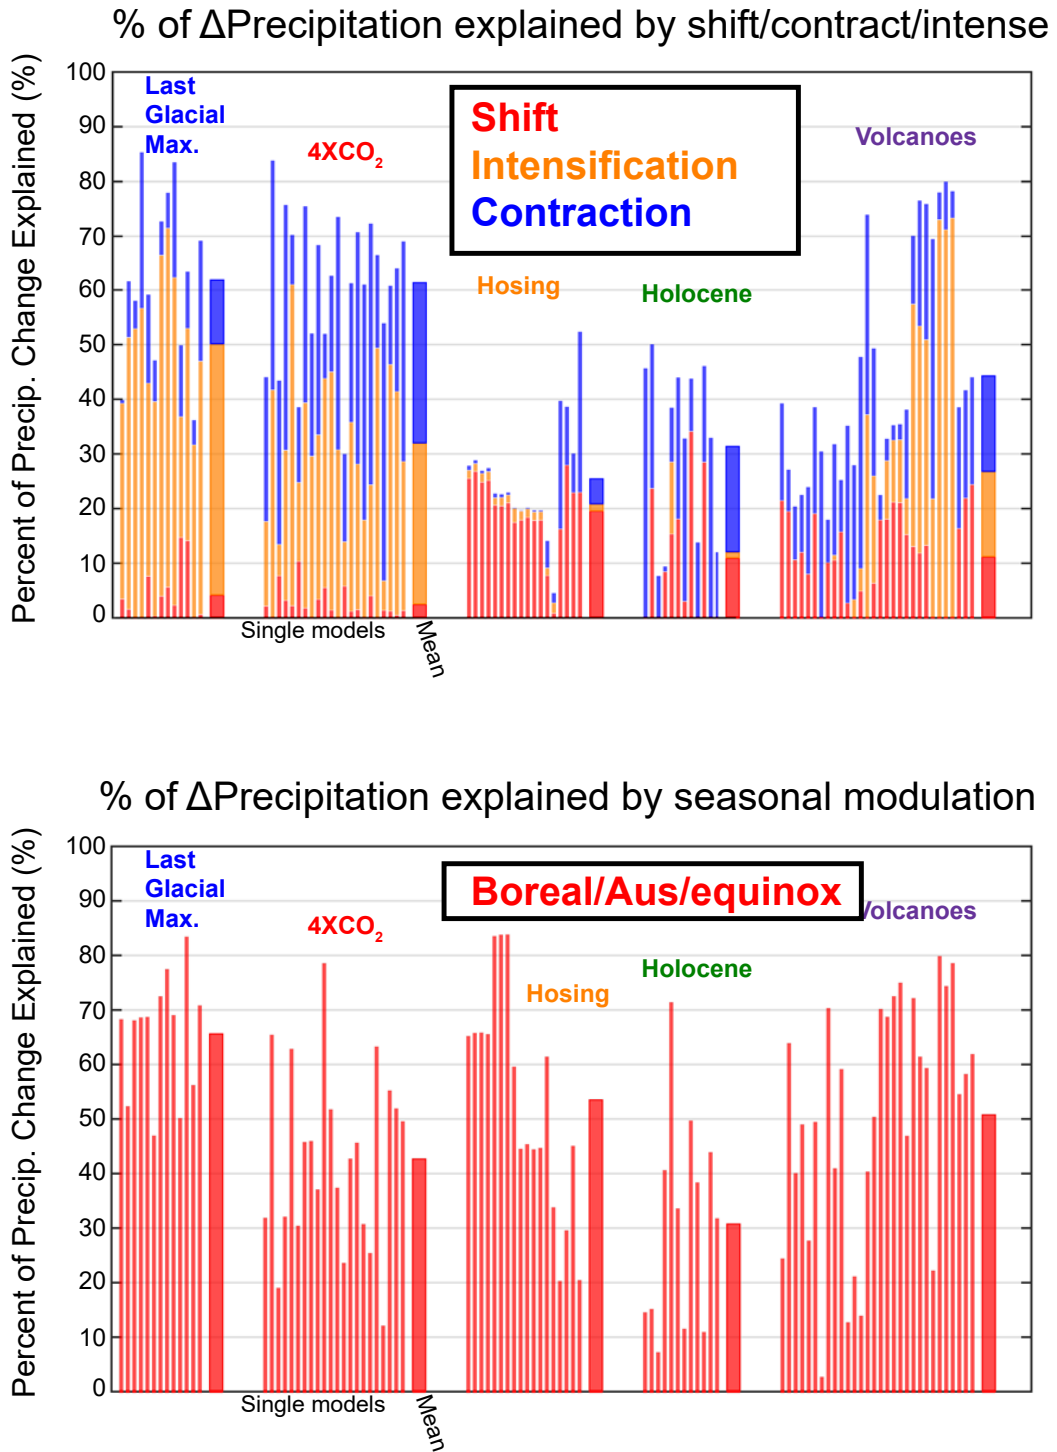 % of ΔPrecipitation explained by shift/contract/intense
Percent of Precip. Change Explained (%)
100
90
80
70
60
50
40
30
20
10
0
Last
Glacial
Max.
4XCO₂
Shift
Intensification
Contraction
Hosing
Holocene
Volcanoes
Single models
Mean
% of ΔPrecipitation explained by seasonal modulation
Percent of Precip. Change Explained (%)
100
90
80
70
60
50
40
30
20
10
0
Last
Glacial
Max.
4XCO₂
Boreal/Aus/equinox
Hosing
Holocene
Volcanoes
Single models
Mean